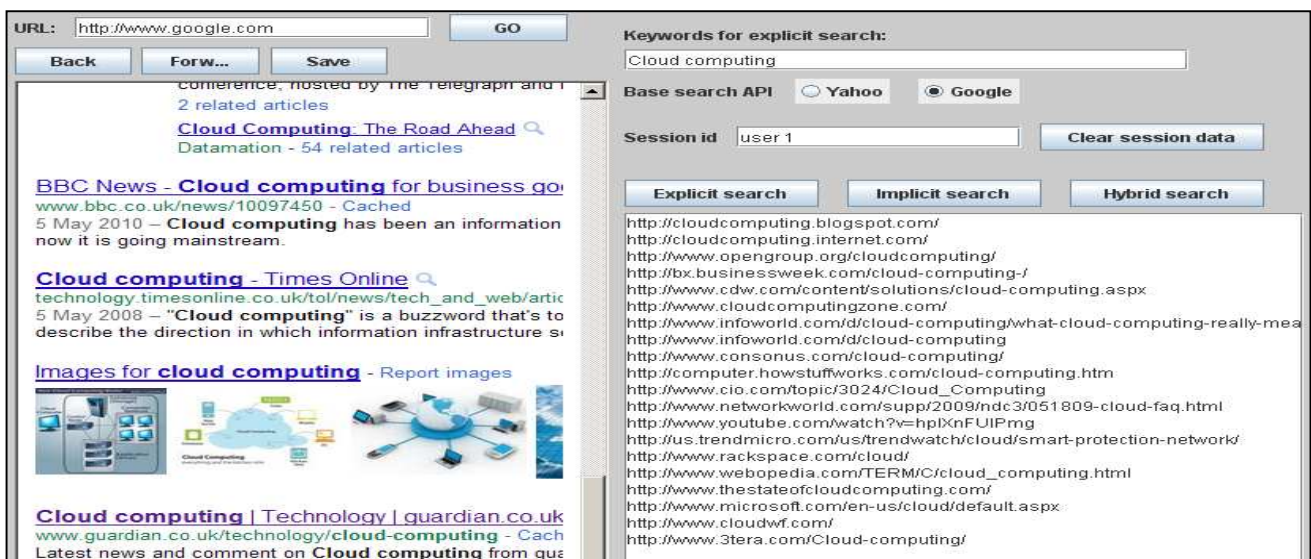 URL: http://www.google.com GO
Back Forw... Save
conference, hosted by The Telegraph and
2 related articles
Cloud Computing: The Road Ahead
Datamation - 54 related articles
BBC News - Cloud computing for business goe
www.bbc.co.uk/news/10097450 - Cached
5 May 2010 – Cloud computing has been an information
now it is going mainstream.
Cloud computing - Times Online
technology.timesonline.co.uk/tol/news/tech_and_web/artic
5 May 2008 – "Cloud computing" is a buzzword that's to
describe the direction in which information infrastructure s
Images for cloud computing - Report images
Cloud computing | Technology | guardian.co.uk
www.guardian.co.uk/technology/cloud-computing - Cach
Latest news and comment on Cloud computing from gua
Keywords for explicit search:
Cloud computing
Base search API Yahoo Google
Session id user 1 Clear session data
Explicit search Implicit search Hybrid search
http://cloudcomputing.blogspot.com/
http://cloudcomputing.internet.com/
http://www.opengroup.org/cloudcomputing/
http://bx.businessweek.com/cloud-computing-/
http://www.cdw.com/content/solutions/cloud-computing.aspx
http://www.cloudcomputingzone.com/
http://www.infoworld.com/d/cloud-computing/what-cloud-computing-really-mea
http://www.infoworld.com/d/cloud-computing
http://www.consonus.com/cloud-computing/
http://computer.howstuffworks.com/cloud-computing.htm
http://www.cio.com/topic/3024/Cloud_Computing
http://www.networkworld.com/supp/2009/ndc3/051809-cloud-faq.html
http://www.youtube.com/watch?v=hplXnFUlPmg
http://us.trendmicro.com/us/trendwatch/cloud/smart-protection-network/
http://www.rackspace.com/cloud/
http://www.webopedia.com/TERM/C/cloud_computing.html
http://www.thestateofcloudcomputing.com/
http://www.microsoft.com/en-us/cloud/default.aspx
http://www.cloudwf.com/
http://www.3tera.com/Cloud-computing/